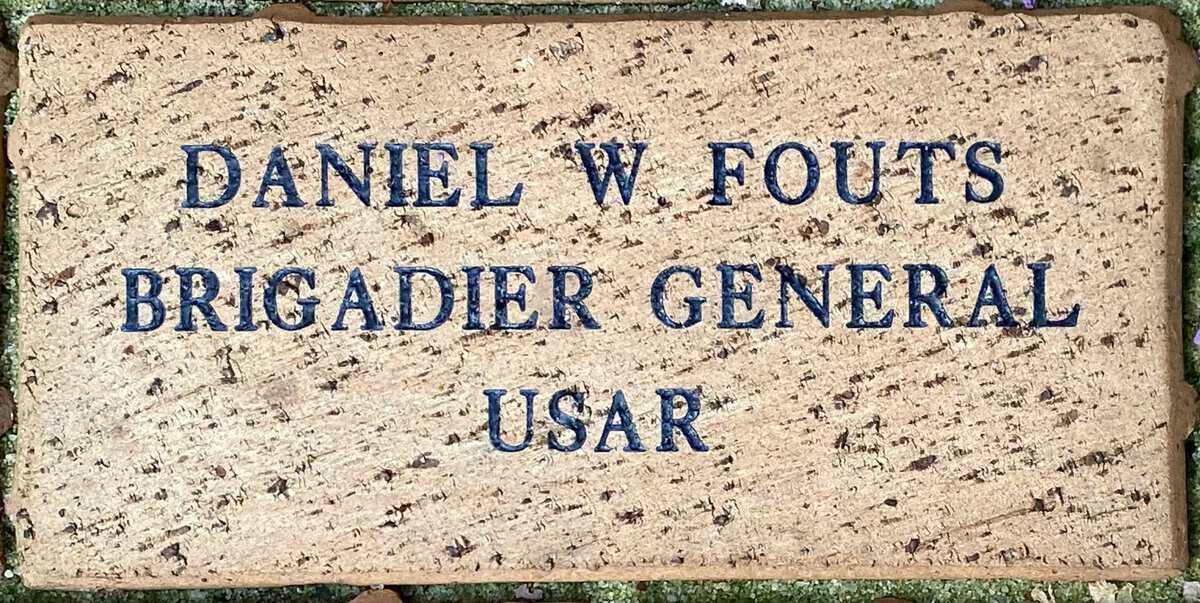 DANIEL W. FOUTS
BRIGADIER GENERAL
USAR